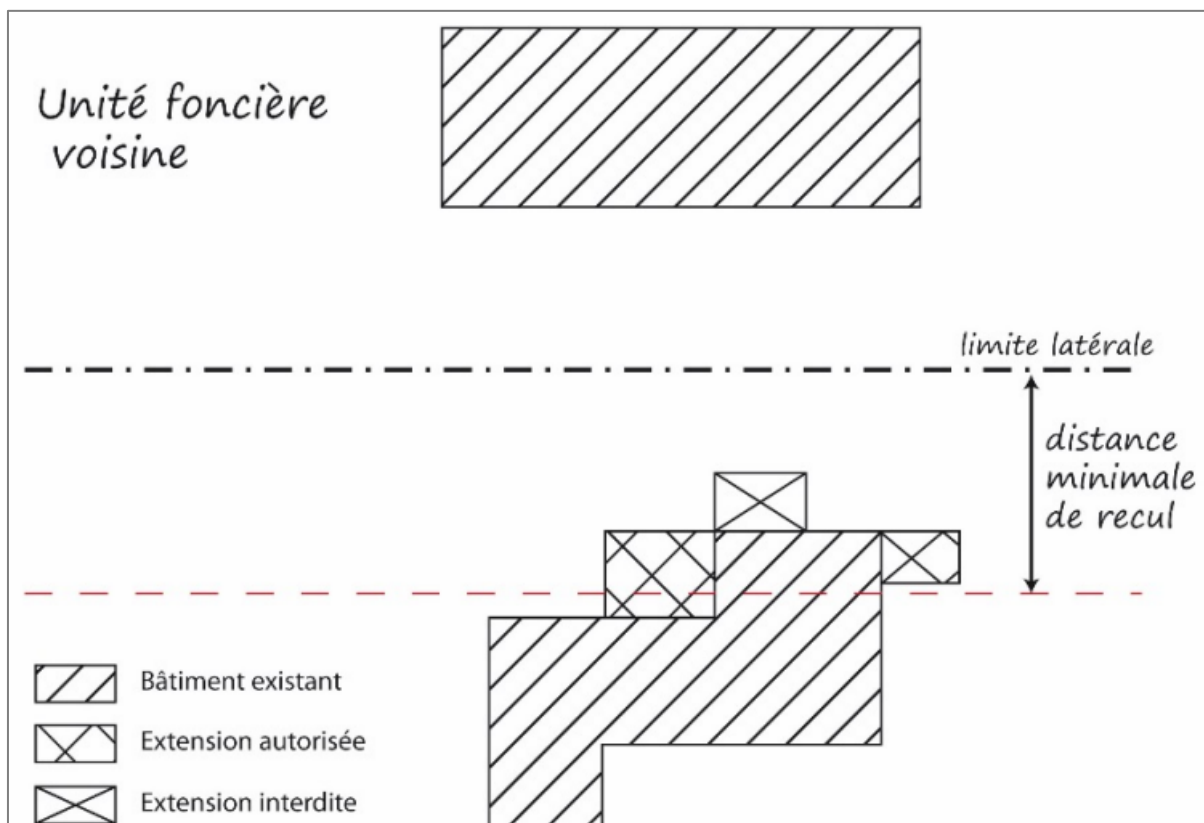 Unité foncière
voisine
limite latérale
distance
minimale
de recul
Bâtiment existant
Extension autorisée
Extension interdite